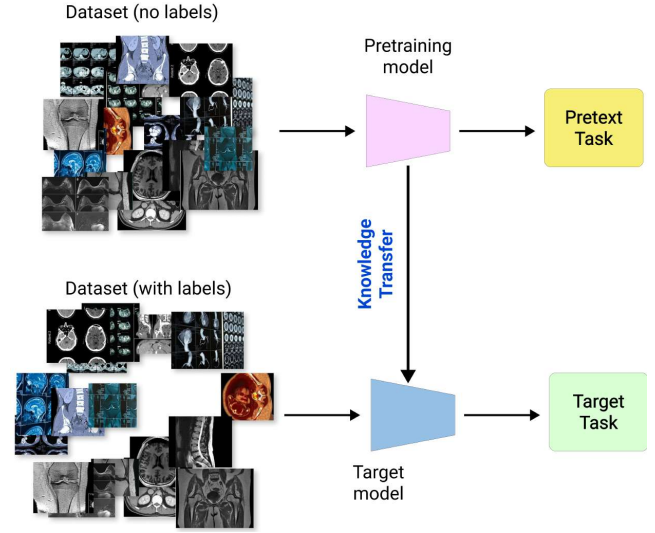 Dataset (no labels)
Pretraining
model
Pretext
Task
Knowledge
Transfer
Dataset (with labels)
Target
Task
Target
model